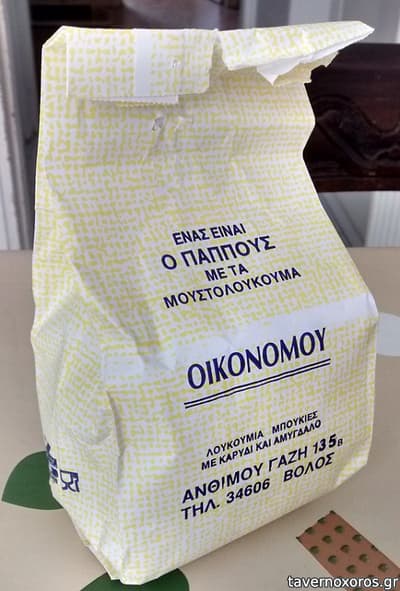 ΕΝΑΣ ΕΙΝΑΙ
Ο ΠΑΠΠΟΥΣ
ΜΕ ΤΑ
ΜΟΥΣΤΟΛΟΥΚΟΥΜΑ
ΟΙΚΟΝΟΜΟΥ
ΛΟΥΚΟΥΜΙΑ ΜΠΟΥΚΙΕΣ
ΜΕ ΚΑΡΥΔΙ ΚΑΙ ΑΜΥΓΔΑΛΟ
ΑΝΘΙΜΟΥ ΓΑΖΗ 135Β
ΤΗΛ. 34606 ΒΟΛΟΣ
tavernoxoros.gr